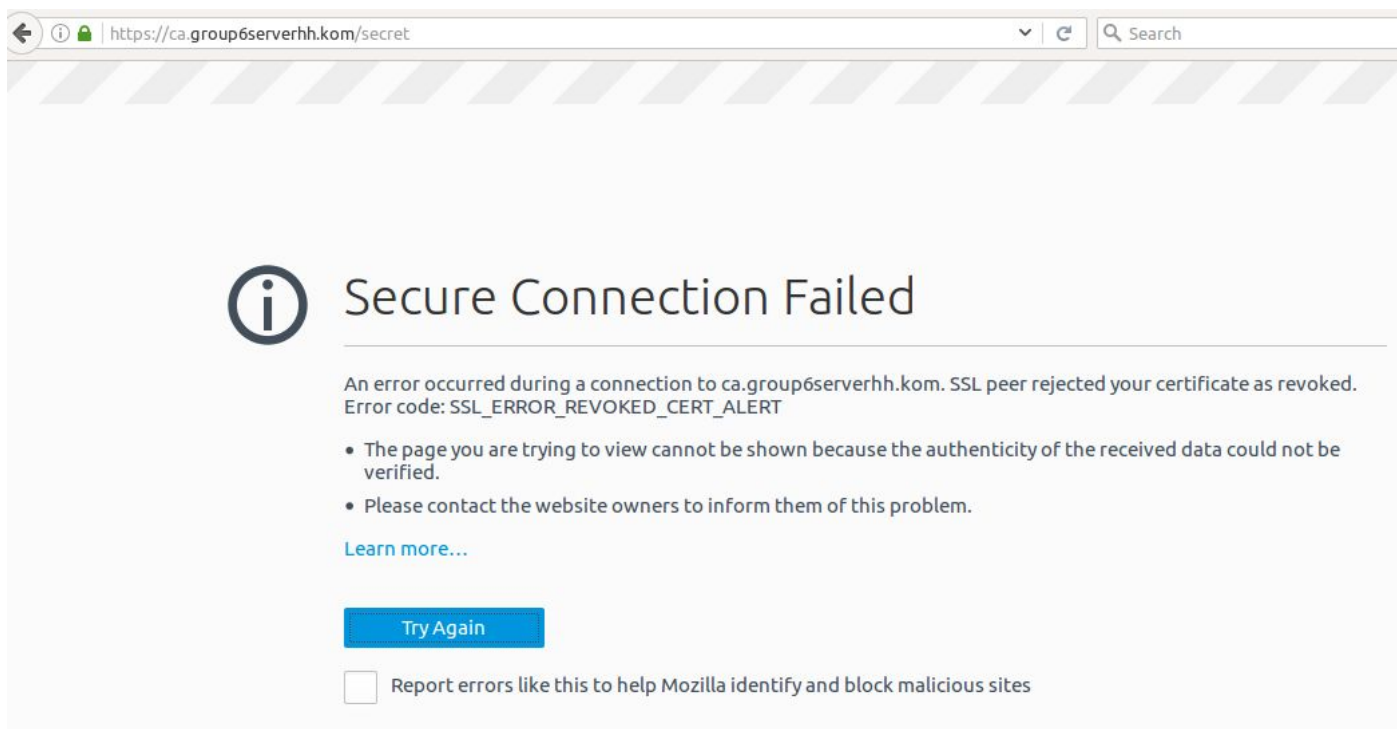 https://ca.group6serverhh.kom/secret
Search
Secure Connection Failed
An error occurred during a connection to ca.group6serverhh.kom. SSL peer rejected your certificate as revoked.
Error code: SSL_ERROR_REVOKED_CERT_ALERT
• The page you are trying to view cannot be shown because the authenticity of the received data could not be
verified.
• Please contact the website owners to inform them of this problem.
Learn more…
Try Again
Report errors like this to help Mozilla identify and block malicious sites